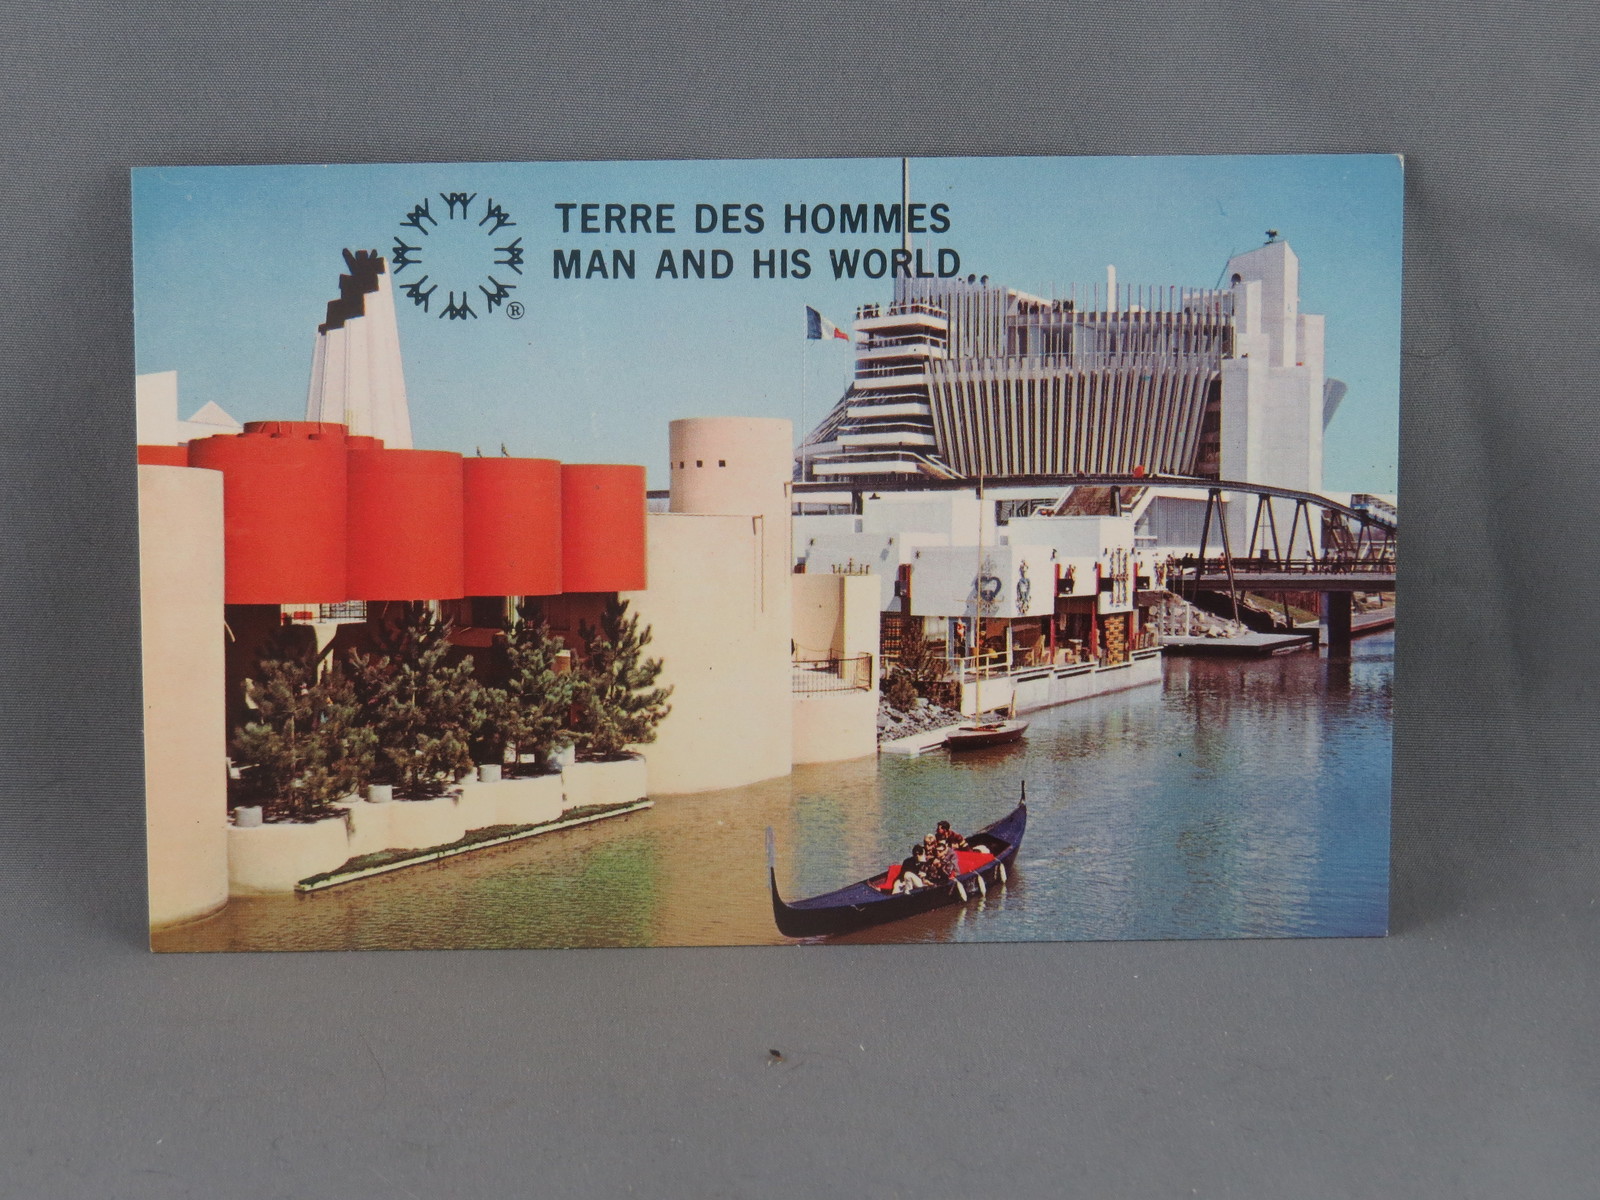 TERRE DES HOMMES
MAN AND HIS WORLD
®